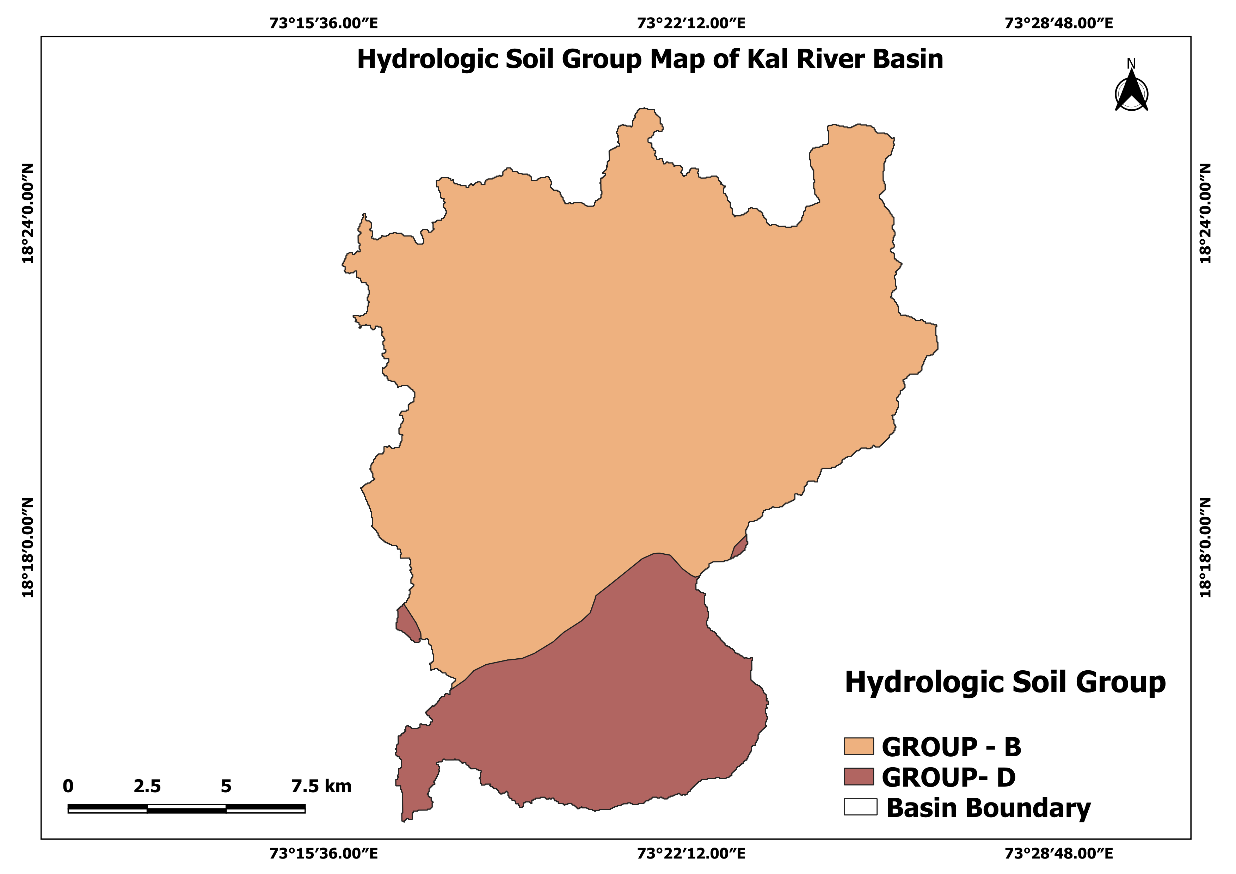 73°15′36.00″E 73°22′12.00″E 73°28′48.00″E
Hydrologic Soil Group Map of Kal River Basin
N
18°24′0.00″N 18°24′0.00″N
18°18′0.00″N 18°18′0.00″N
Hydrologic Soil Group
GROUP - B
GROUP- D
Basin Boundary
0 2.5 5 7.5 km
73°15′36.00″E 73°22′12.00″E 73°28′48.00″E